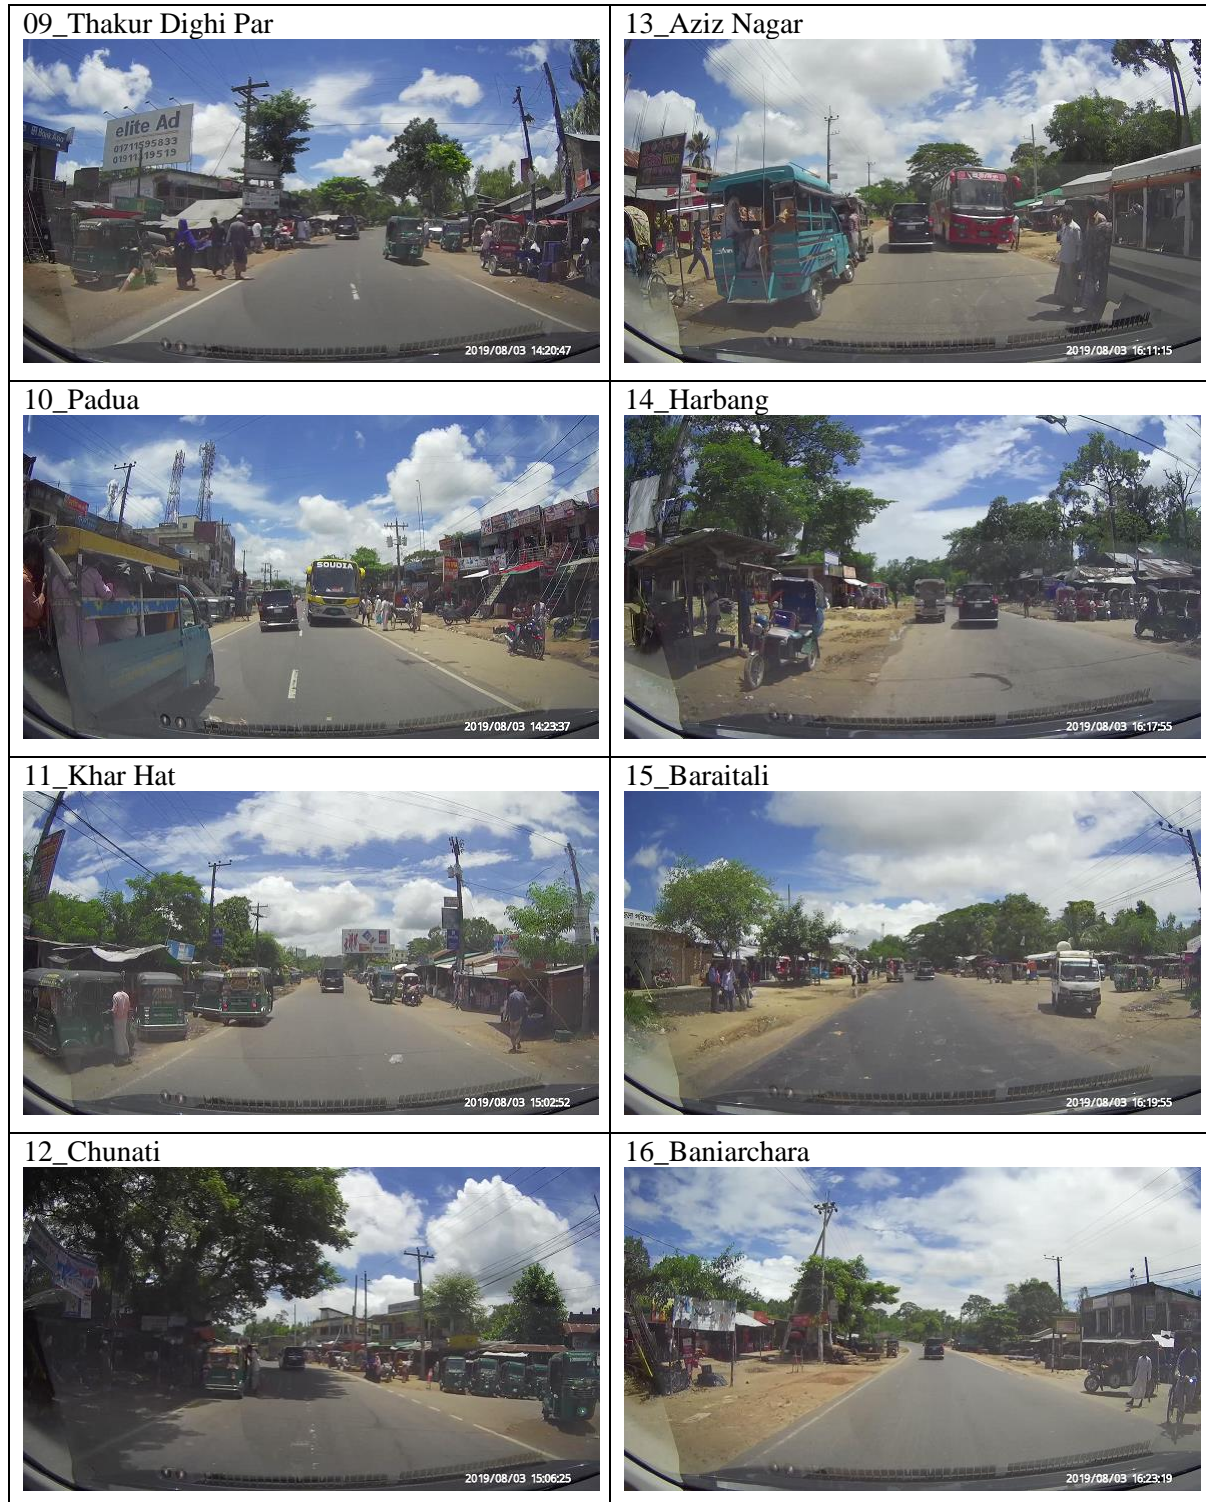 09_Thakur Dighi Par
elite Ad
01711595833
01911319519
2019/08/03 14:20:47
13_Aziz Nagar
2019/08/03 16:11:15
10_Padua
SOUDIA
2019/08/03 14:23:37
14_Harbang
2019/08/03 16:17:55
11_Khar Hat
2019/08/03 15:02:52
15_Baraitali
2019/08/03 16:19:55
12_Chunati
2019/08/03 15:06:25
16_Baniarchara
2019/08/03 16:23:19